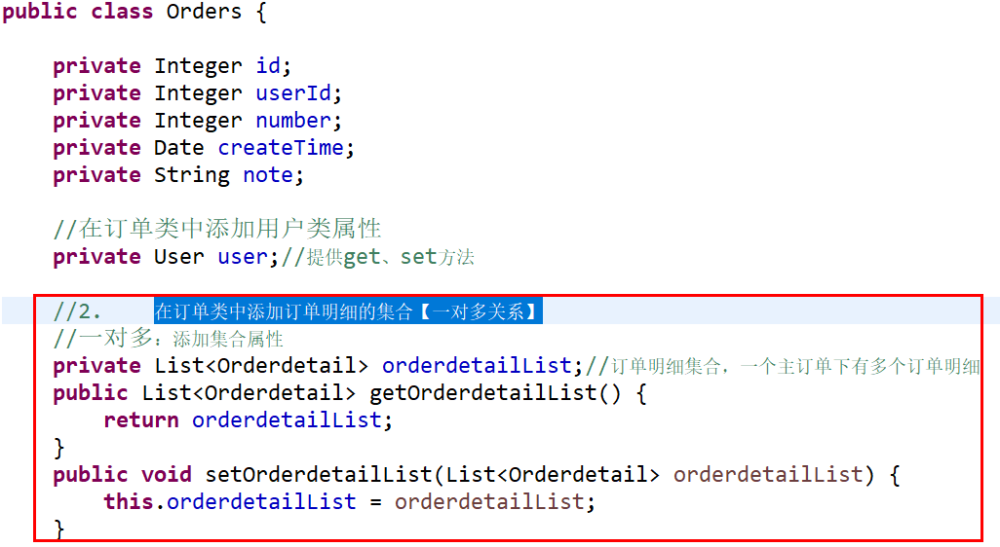 public class Orders {
private Integer id;
private Integer userId;
private Integer number;
private Date createTime;
private String note;
//在订单类中添加用户类属性
private User user;//提供get、set方法
//2. 在订单类中添加订单明细的集合【一对多关系】
//一对多：添加集合属性
private List<Orderdetail> orderdetailList;//订单明细集合，一个主订单下有多个订单明细
public List<Orderdetail> getOrderdetailList() {
return orderdetailList;
}
public void setOrderdetailList(List<Orderdetail> orderdetailList) {
this.orderdetailList = orderdetailList;
}